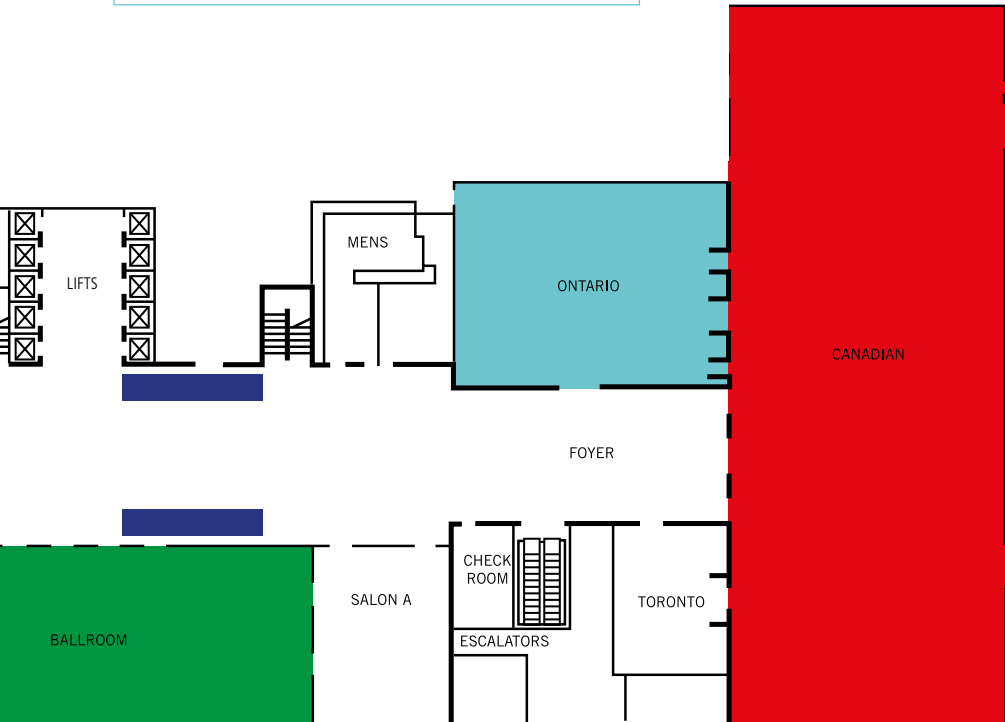 MENS
LIFTS
ONTARIO
CANADIAN
FOYER
CHECK
ROOM
SALON A
TORONTO
BALLROOM
ESCALATORS